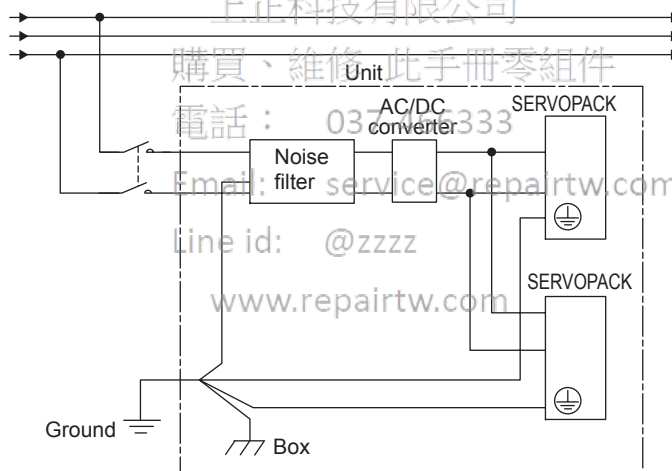 上正科技有限公司
購買、維修 此手冊零組件
Unit
電話： 037-466333
AC/DC
converter
SERVOPACK
Noise
filter
Email: service@repairtw.com
Line id: @zzzz
SERVOPACK
www.repairtw.com
Ground
Box